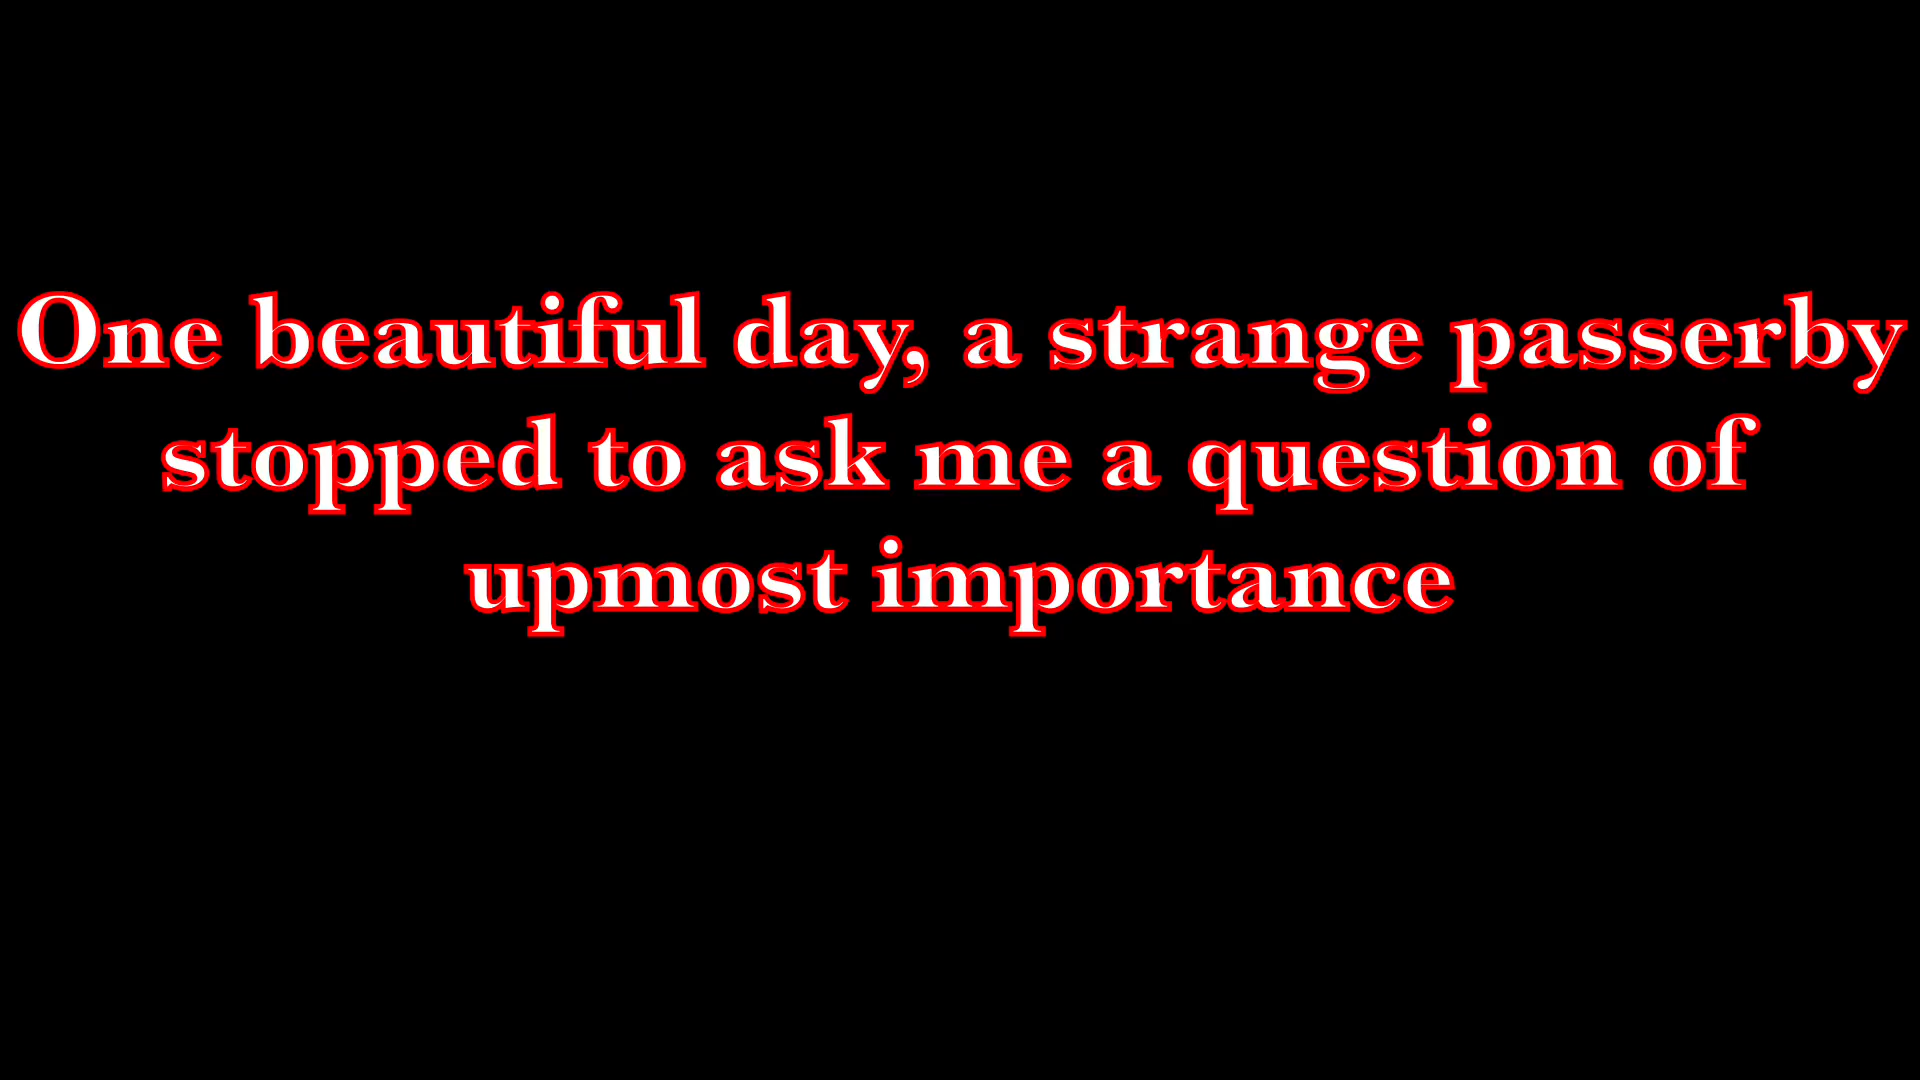 One beautiful day, a strange passerby
stopped to ask me a question of
upmost importance